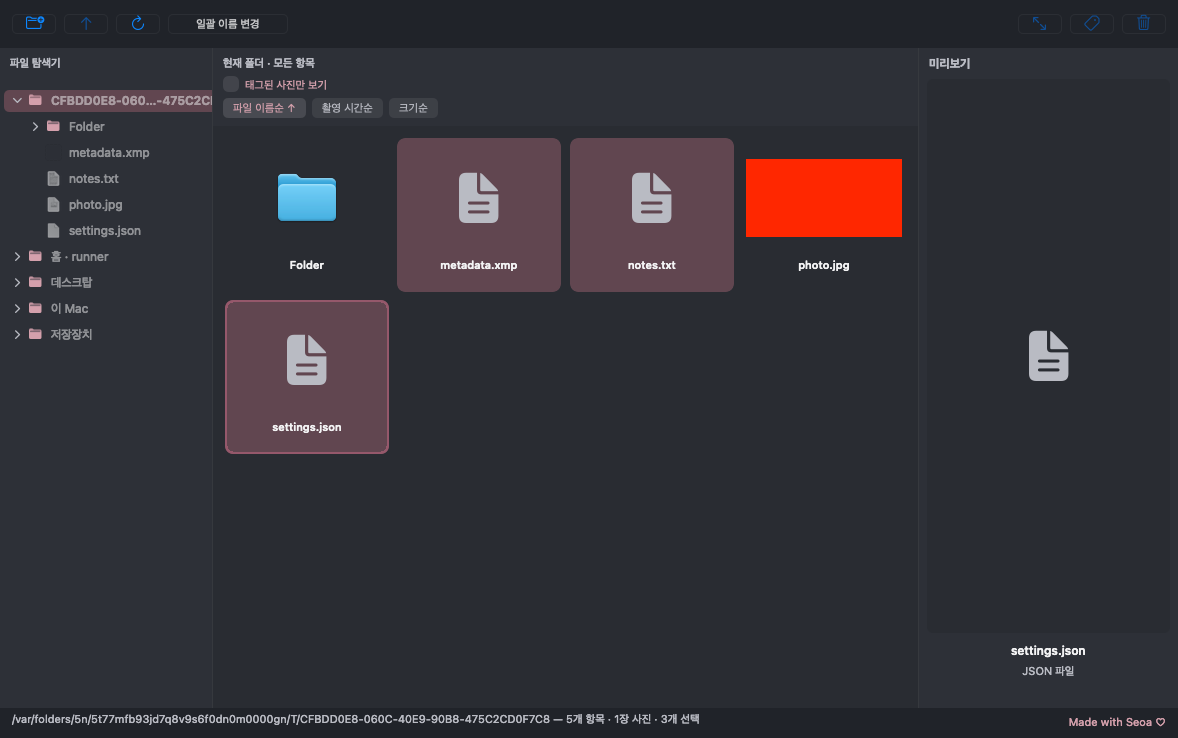 일괄 이름 변경
파일 탐색기
CFBDD0E8-060...-475C2CI
Folder
metadata.xmp
notes.txt
photo.jpg
settings.json
홈 · runner
데스크탑
이 Mac
저장장치
현재 폴더 · 모든 항목
태그된 사진만 보기
파일 이름순 ↑
촬영 시간순
크기순
Folder
metadata.xmp
notes.txt
photo.jpg
settings.json
미리보기
settings.json
JSON 파일
/var/folders/5n/5t77mfb93jd7q8v9s6f0dn0m0000gn/T/CFBDD0E8-060C-40E9-90B8-475C2CD0F7C8 — 5개 항목 · 1장 사진 · 3개 선택
Made with Seoa ♡